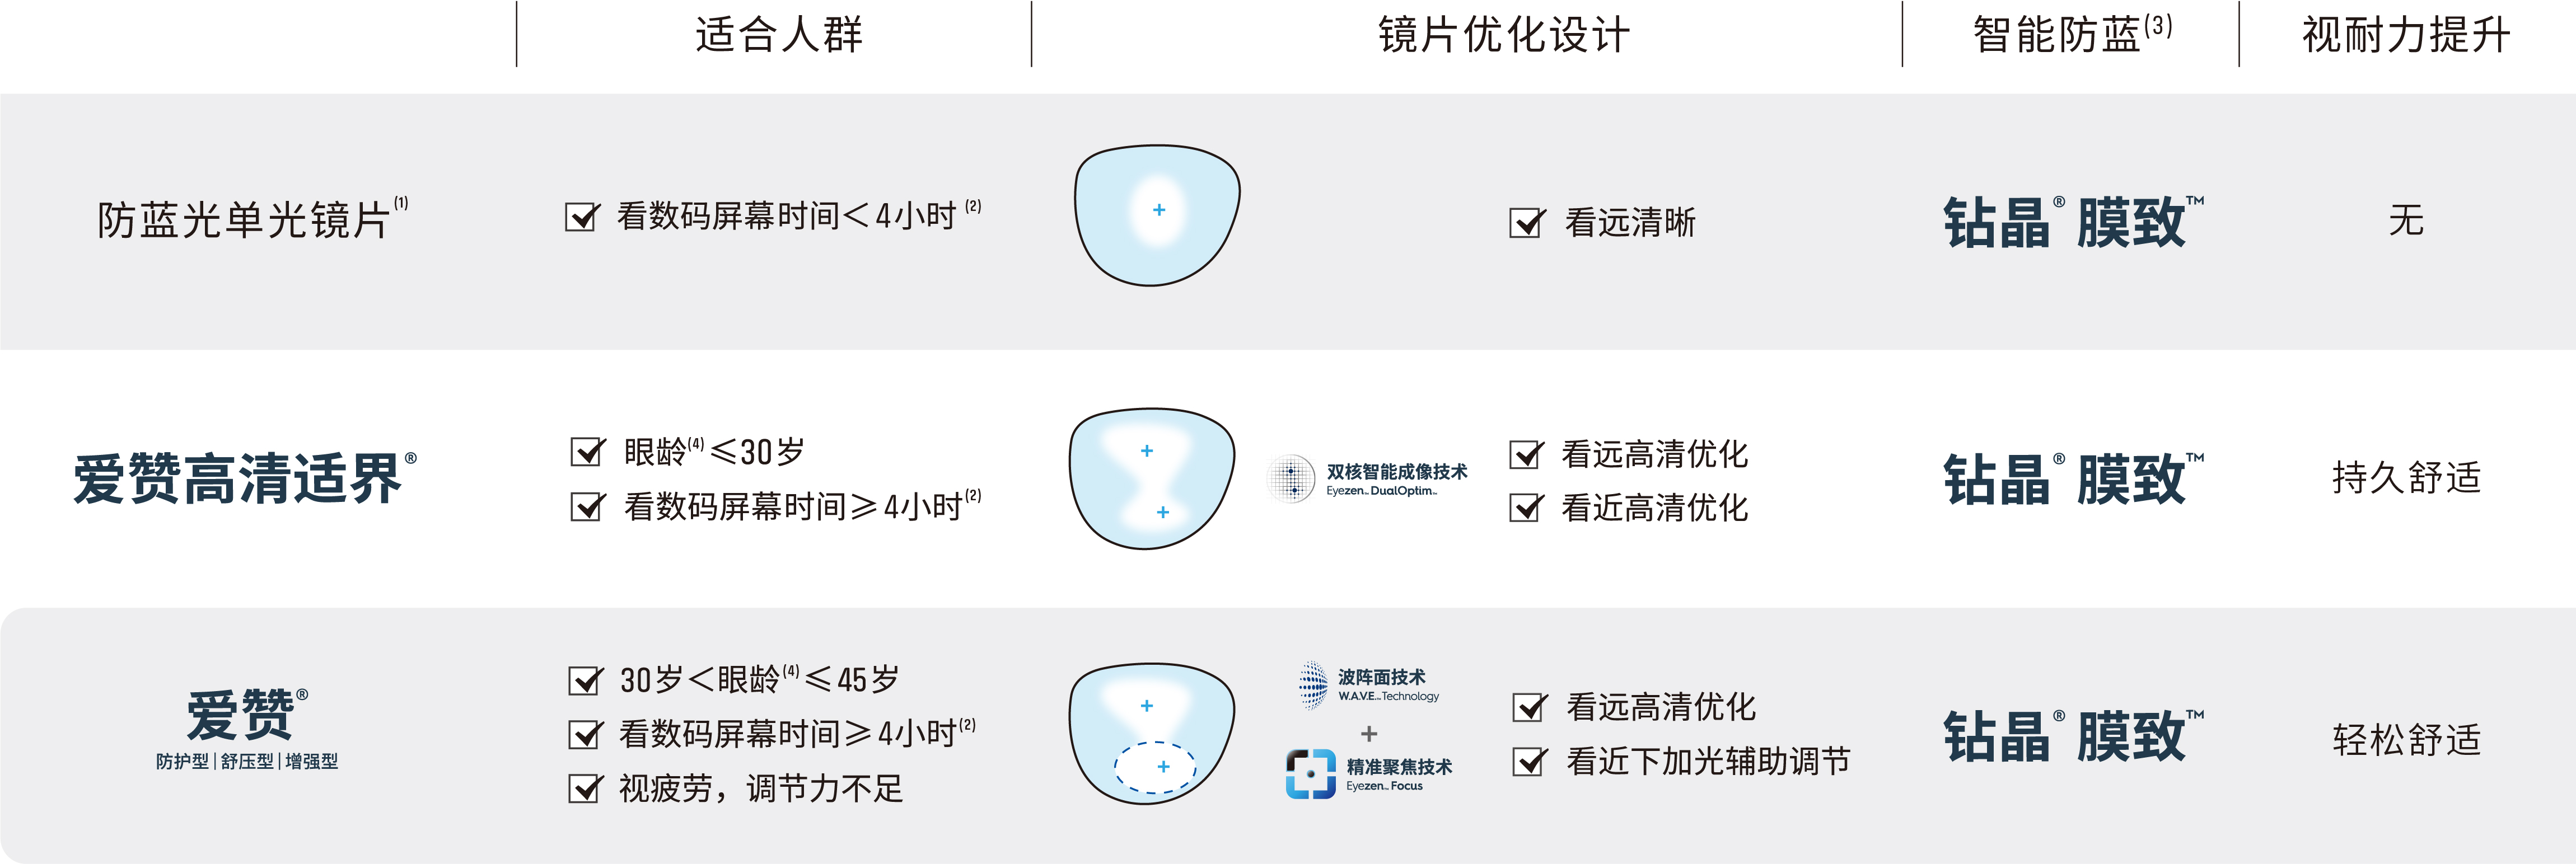 适合人群
镜片优化设计
智能防蓝(3)
视耐力提升
防蓝光单光镜片(1)
看数码屏幕时间＜4小时(2)
看远清晰
钻晶® 膜致™
无
爱赞高清适界®
眼龄(4)≤30岁
看数码屏幕时间≥4小时(2)
双核智能成像技术
Eyezen™ DualOptim™
看远高清优化
看近高清优化
钻晶® 膜致™
持久舒适
爱赞®
防护型|舒压型|增强型
30岁＜眼龄(4)≤45岁
看数码屏幕时间≥4小时(2)
视疲劳，调节力不足
波阵面技术
W.A.V.E.™ Technology
+
精准聚焦技术
Eyezen™ Focus
看远高清优化
看近下加光辅助调节
钻晶® 膜致™
轻松舒适